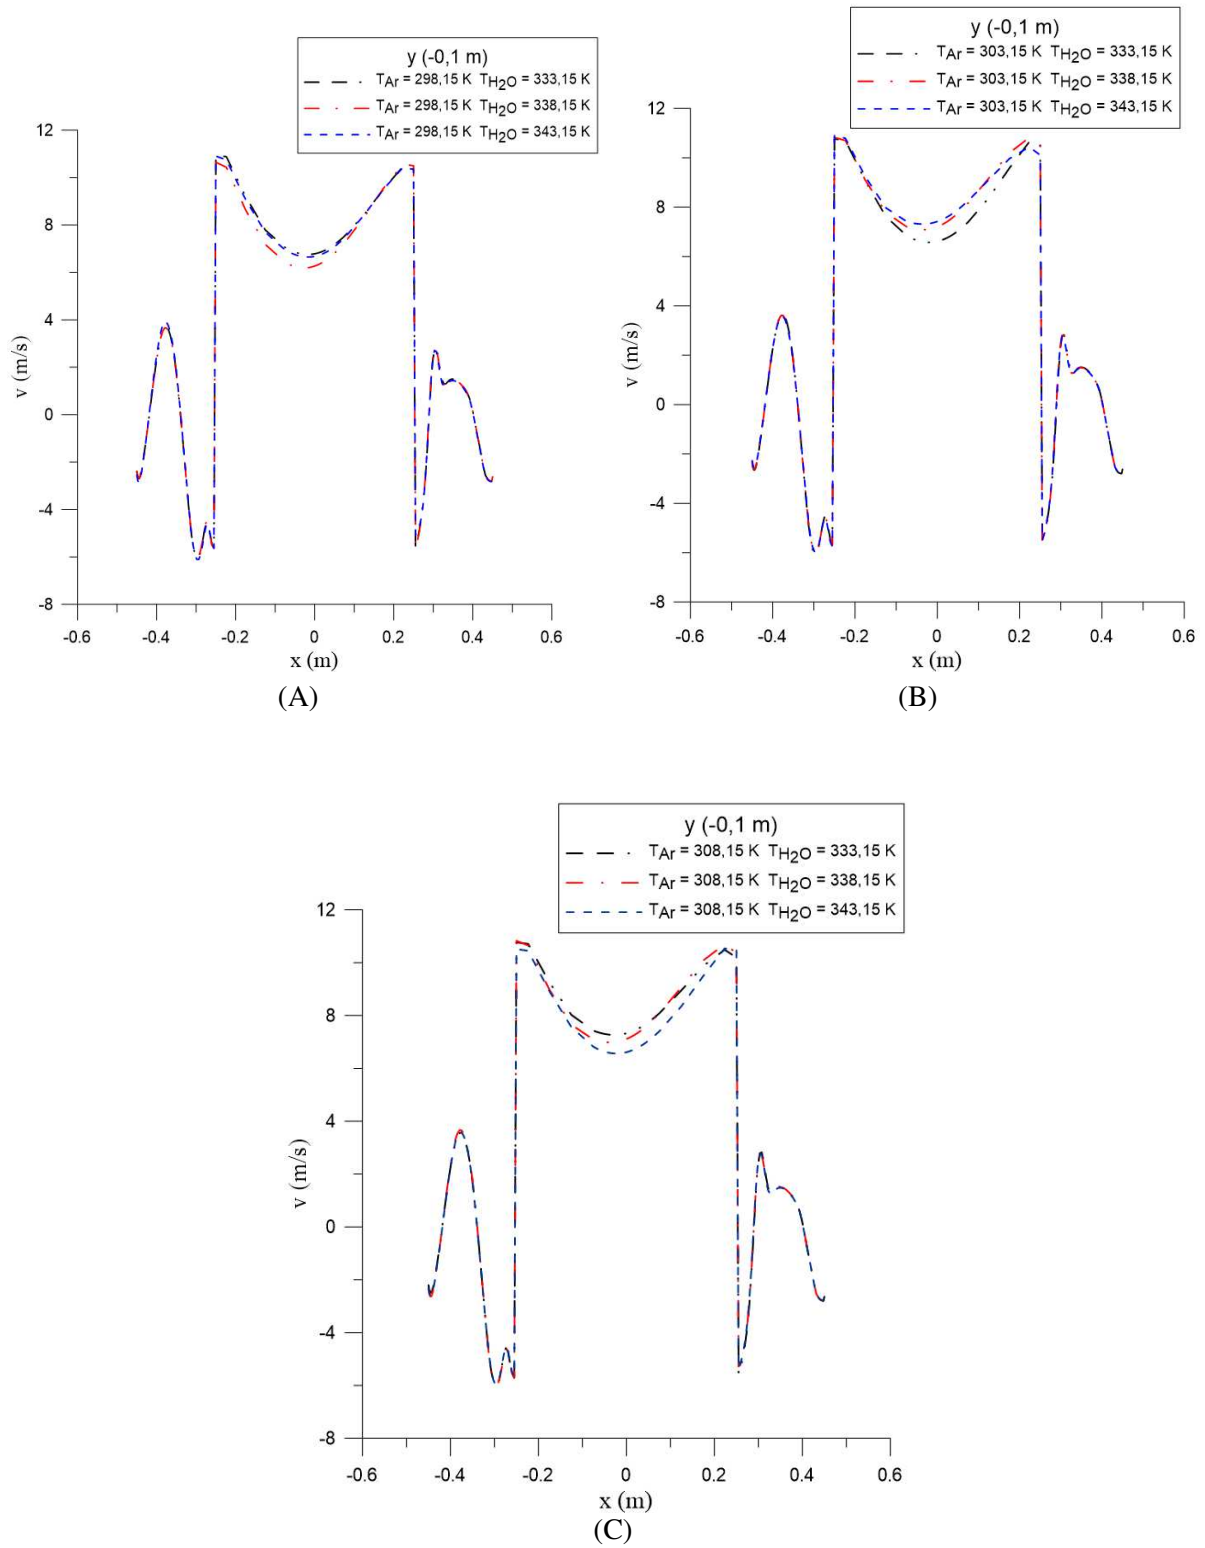 y (-0,1 m)
TAr = 298,15 K TH2O = 333,15 K
TAr = 298,15 K TH2O = 338,15 K
TAr = 298,15 K TH2O = 343,15 K
12
8
4
0
-4
-8
v (m/s)
-0.6 -0.4 -0.2 0 0.2 0.4 0.6
x (m)
(A)
y (-0,1 m)
TAr = 303,15 K TH2O = 333,15 K
TAr = 303,15 K TH2O = 338,15 K
TAr = 303,15 K TH2O = 343,15 K
12
8
4
0
-4
-8
v (m/s)
-0.6 -0.4 -0.2 0 0.2 0.4 0.6
x (m)
(B)
y (-0,1 m)
TAr = 308,15 K TH2O = 333,15 K
TAr = 308,15 K TH2O = 338,15 K
TAr = 308,15 K TH2O = 343,15 K
12
8
4
0
-4
-8
v (m/s)
-0.6 -0.4 -0.2 0 0.2 0.4 0.6
x (m)
(C)